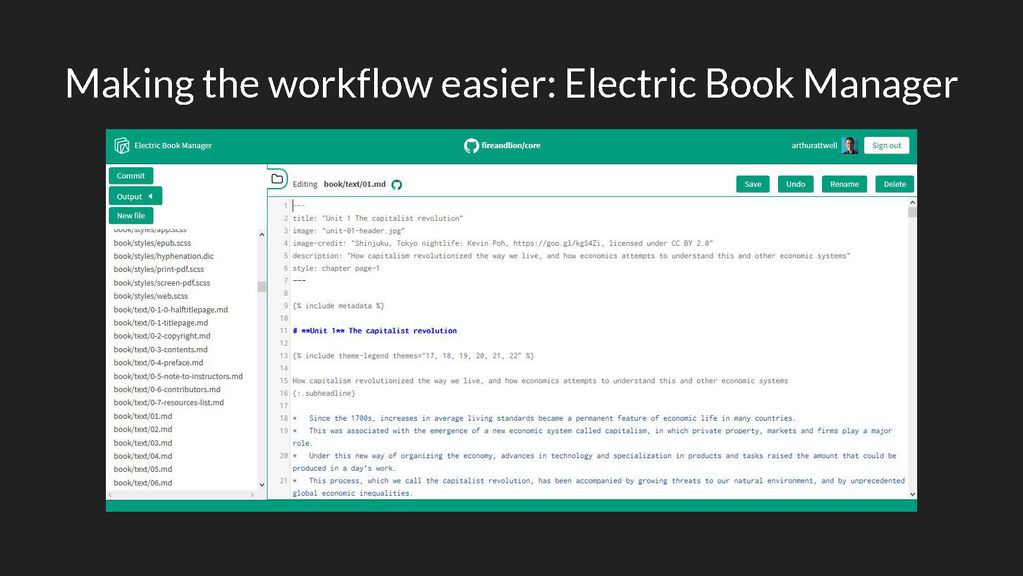 Making the workflow easier: Electric Book Manager
Electric Book Manager
fireandlion/core
arthurattwell
Sign out
Commit
Output
New file
book/styles/app.scss
book/styles/epub.scss
book/styles/hyphenation.dic
book/styles/print-pdf.scss
book/styles/screen-pdf.scss
book/styles/web.scss
book/text/0-1-0-halftitlepage.md
book/text/0-1-titlepage.md
book/text/0-2-copyright.md
book/text/0-3-contents.md
book/text/0-4-preface.md
book/text/0-5-note-to-instructors.md
book/text/0-6-contributors.md
book/text/0-7-resources-list.md
book/text/01.md
book/text/02.md
book/text/03.md
book/text/04.md
book/text/05.md
book/text/06.md
Editing book/text/01.md
Save
Undo
Rename
Delete
1 ---
2 title: "Unit 1 The capitalist revolution"
3 image: "unit-01-header.jpg"
4 image-credit: "Shinjuku, Tokyo nightlife: Kevin Poh, https://goo.gl/kgS4Zi, licensed under CC BY 2.0"
5 description: "How capitalism revolutionized the way we live, and how economics attempts to understand this and other economic systems"
6 style: chapter page-1
7 ---
8
9 {% include metadata %}
10
11 # **Unit 1** The capitalist revolution
12
13 {% include theme-legend themes="17, 18, 19, 20, 21, 22" %}
14
15 How capitalism revolutionized the way we live, and how economics attempts to understand this and other economic systems
16 {:.subheadline}
17
18 * Since the 1700s, increases in average living standards became a permanent feature of economic life in many countries.
19 * This was associated with the emergence of a new economic system called capitalism, in which private property, markets and firms play a major
role.
20 * Under this new way of organizing the economy, advances in technology and specialization in products and tasks raised the amount that could be
produced in a day's work.
21 * This process, which we call the capitalist revolution, has been accompanied by growing threats to our natural environment, and by unprecedented
global economic inequalities.